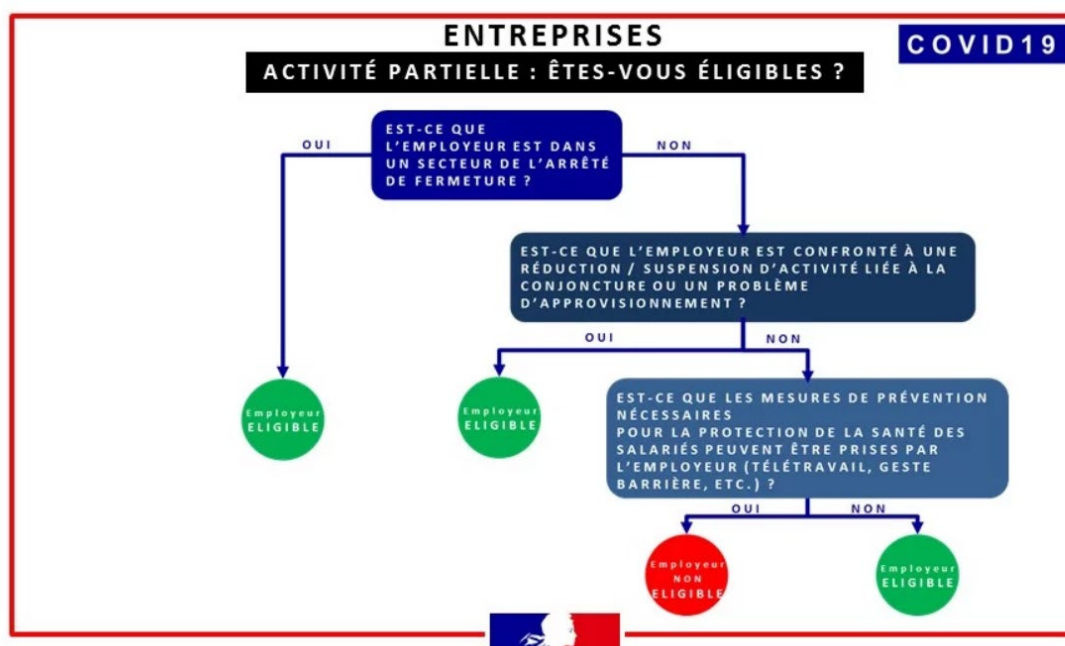 ENTREPRISES
COVID19
ACTIVITÉ PARTIELLE : ÊTES-VOUS ÉLIGIBLES ?
EST-CE QUE
L'EMPLOYEUR EST DANS
UN SECTEUR DE L'ARRÊTÉ
DE FERMETURE ?
OUI
NON
EST-CE QUE L'EMPLOYEUR EST CONFRONTÉ À UNE
RÉDUCTION / SUSPENSION D'ACTIVITÉ LIÉE À LA
CONJONCTURE OU UN PROBLÈME
D'APPROVISIONNEMENT ?
OUI
NON
Employeur
ELIGIBLE
Employeur
ELIGIBLE
EST-CE QUE LES MESURES DE PRÉVENTION
NÉCESSAIRES
POUR LA PROTECTION DE LA SANTÉ DES
SALARIÉS PEUVENT ÊTRE PRISES PAR
L'EMPLOYEUR (TÉLÉTRAVAIL, GESTE
BARRIÈRE, ETC.) ?
OUI
NON
Employeur
NON
ELIGIBLE
Employeur
ELIGIBLE